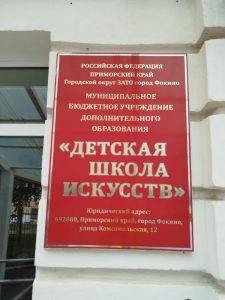 РОССИЙСКАЯ ФЕДЕРАЦИЯ
ПРИМОРСКИЙ КРАЙ
Городской округ ЗАТО город Фокино
МУНИЦИПАЛЬНОЕ
БЮДЖЕТНОЕ УЧРЕЖДЕНИЕ
ДОПОЛНИТЕЛЬНОГО
ОБРАЗОВАНИЯ
«ДЕТСКАЯ
ШКОЛА
ИСКУССТВ»
Юридический адрес:
692880, Приморский край, город Фокино,
улица Комсомольская, 12